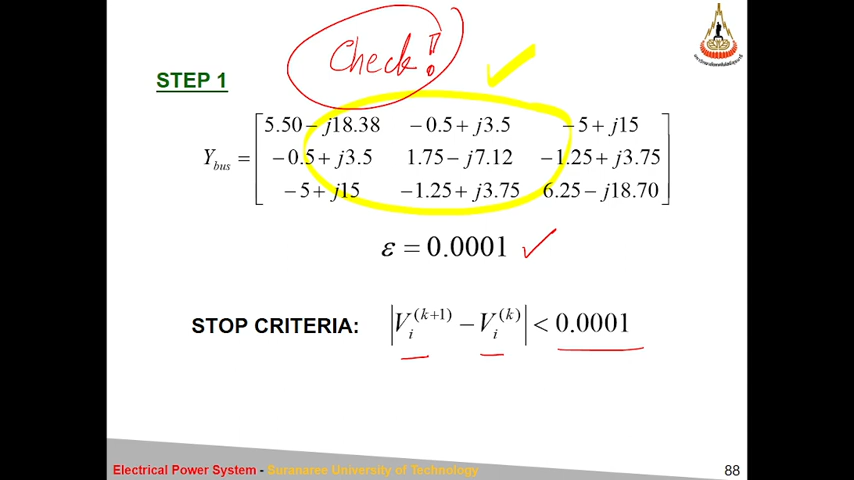 Check!
STEP 1
Y_bus = [ 5.50 − j18.38   − 0.5 + j3.5   − 5 + j15
− 0.5 + j3.5   1.75 − j7.12   − 1.25 + j3.75
− 5 + j15   − 1.25 + j3.75   6.25 − j18.70 ]
ε = 0.0001
STOP CRITERIA: |V_i^(k+1) − V_i^(k)| < 0.0001
Electrical Power System - Suranaree University of Technology
88